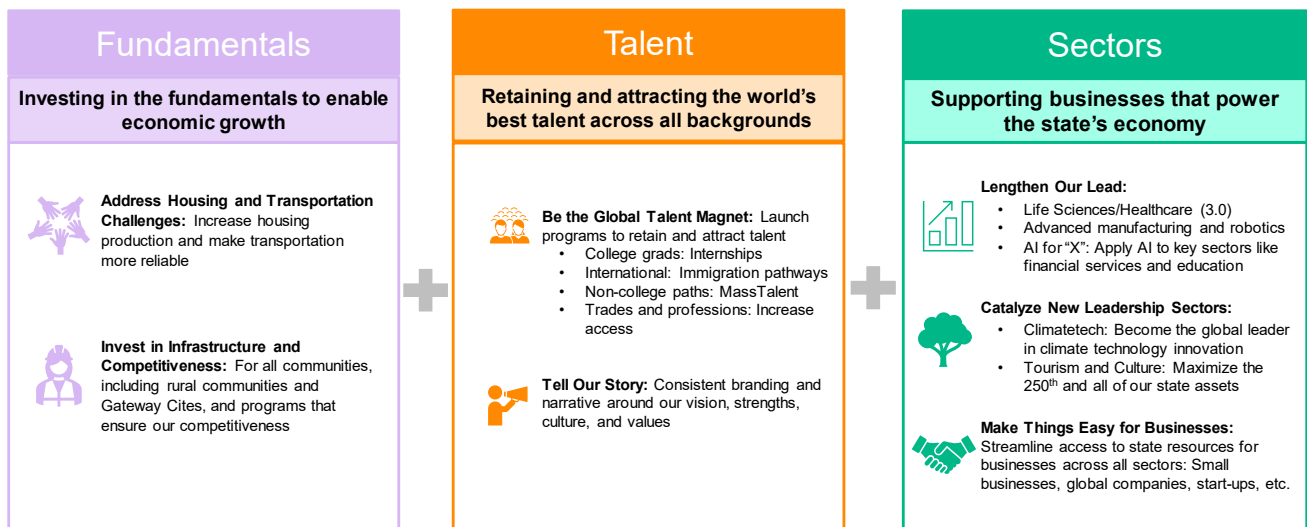 Fundamentals
Investing in the fundamentals to enable
economic growth
Address Housing and Transportation
Challenges: Increase housing
production and make transportation
more reliable
Invest in Infrastructure and
Competitiveness: For all communities,
including rural communities and
Gateway Cites, and programs that
ensure our competitiveness
Talent
Retaining and attracting the world's
best talent across all backgrounds
Be the Global Talent Magnet: Launch
programs to retain and attract talent
• College grads: Internships
• International: Immigration pathways
• Non-college paths: MassTalent
• Trades and professions: Increase
access
Tell Our Story: Consistent branding and
narrative around our vision, strengths,
culture, and values
Sectors
Supporting businesses that power
the state's economy
Lengthen Our Lead:
• Life Sciences/Healthcare (3.0)
• Advanced manufacturing and robotics
• AI for “X”: Apply AI to key sectors like
financial services and education
Catalyze New Leadership Sectors:
• Climatetech: Become the global leader
in climate technology innovation
• Tourism and Culture: Maximize the
250th and all of our state assets
Make Things Easy for Businesses:
Streamline access to state resources for
businesses across all sectors: Small
businesses, global companies, start-ups, etc.